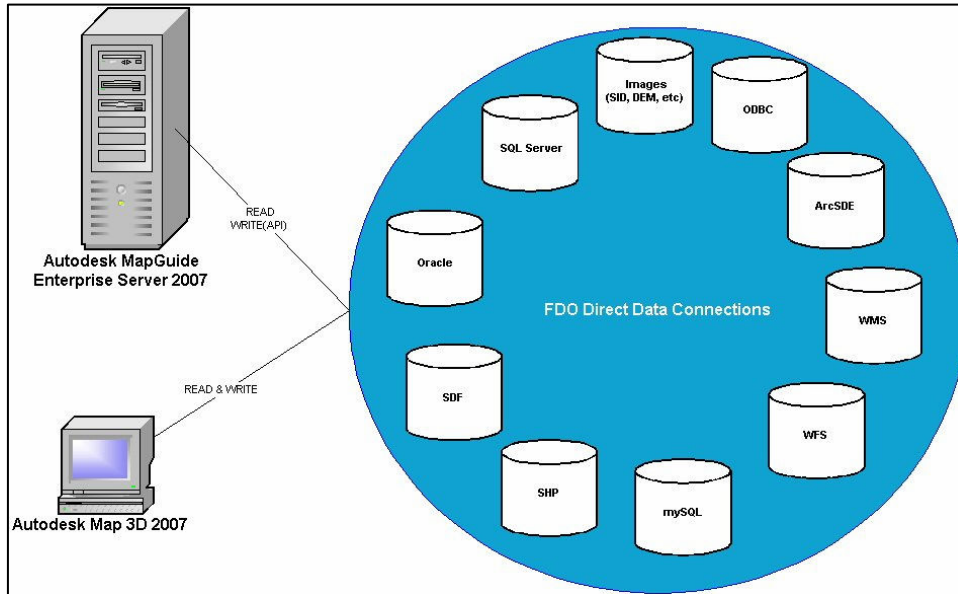 Images
(SID, DEM, etc)
ODBC
SQL Server
ArcSDE
READ
WRITE(API)
Autodesk MapGuide
Enterprise Server 2007
Oracle
FDO Direct Data Connections
WMS
READ & WRITE
SDF
WFS
SHP
mySQL
Autodesk Map 3D 2007